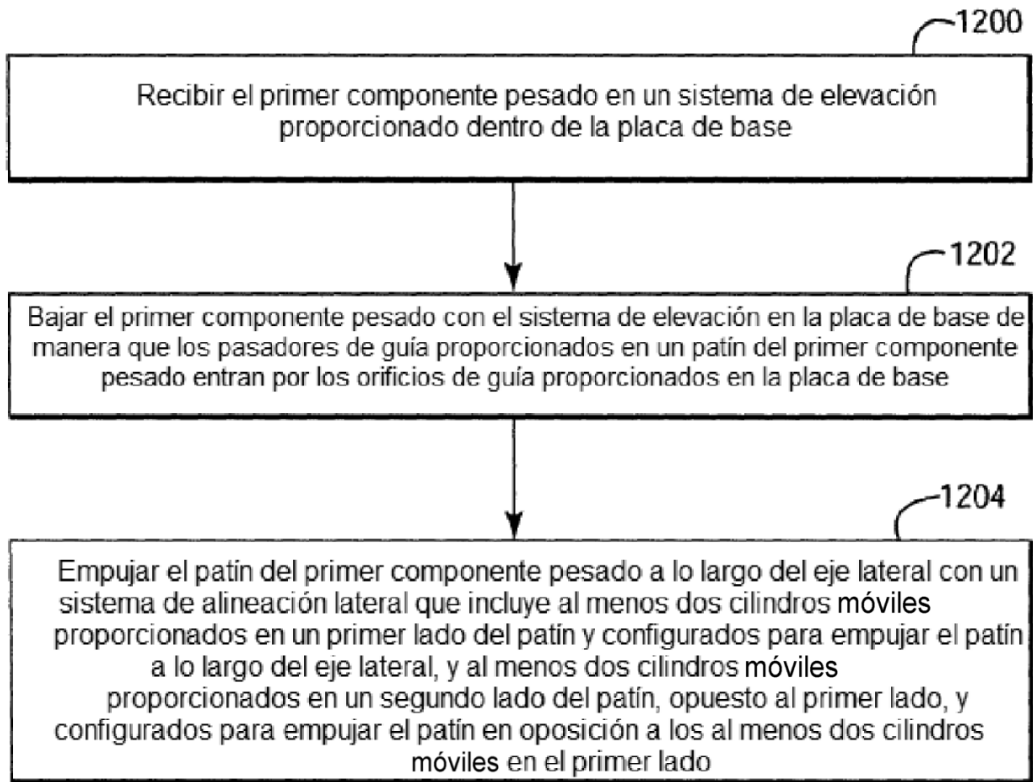 1200
Recibir el primer componente pesado en un sistema de elevación
proporcionado dentro de la placa de base
1202
Bajar el primer componente pesado con el sistema de elevación en la placa de base de
manera que los pasadores de guía proporcionados en un patín del primer componente
pesado entran por los orificios de guía proporcionados en la placa de base
1204
Empujar el patín del primer componente pesado a lo largo del eje lateral con un
sistema de alineación lateral que incluye al menos dos cilindros móviles
proporcionados en un primer lado del patín y configurados para empujar el patín
a lo largo del eje lateral, y al menos dos cilindros móviles
proporcionados en un segundo lado del patín, opuesto al primer lado, y
configurados para empujar el patín en oposición a los al menos dos cilindros
móviles en el primer lado